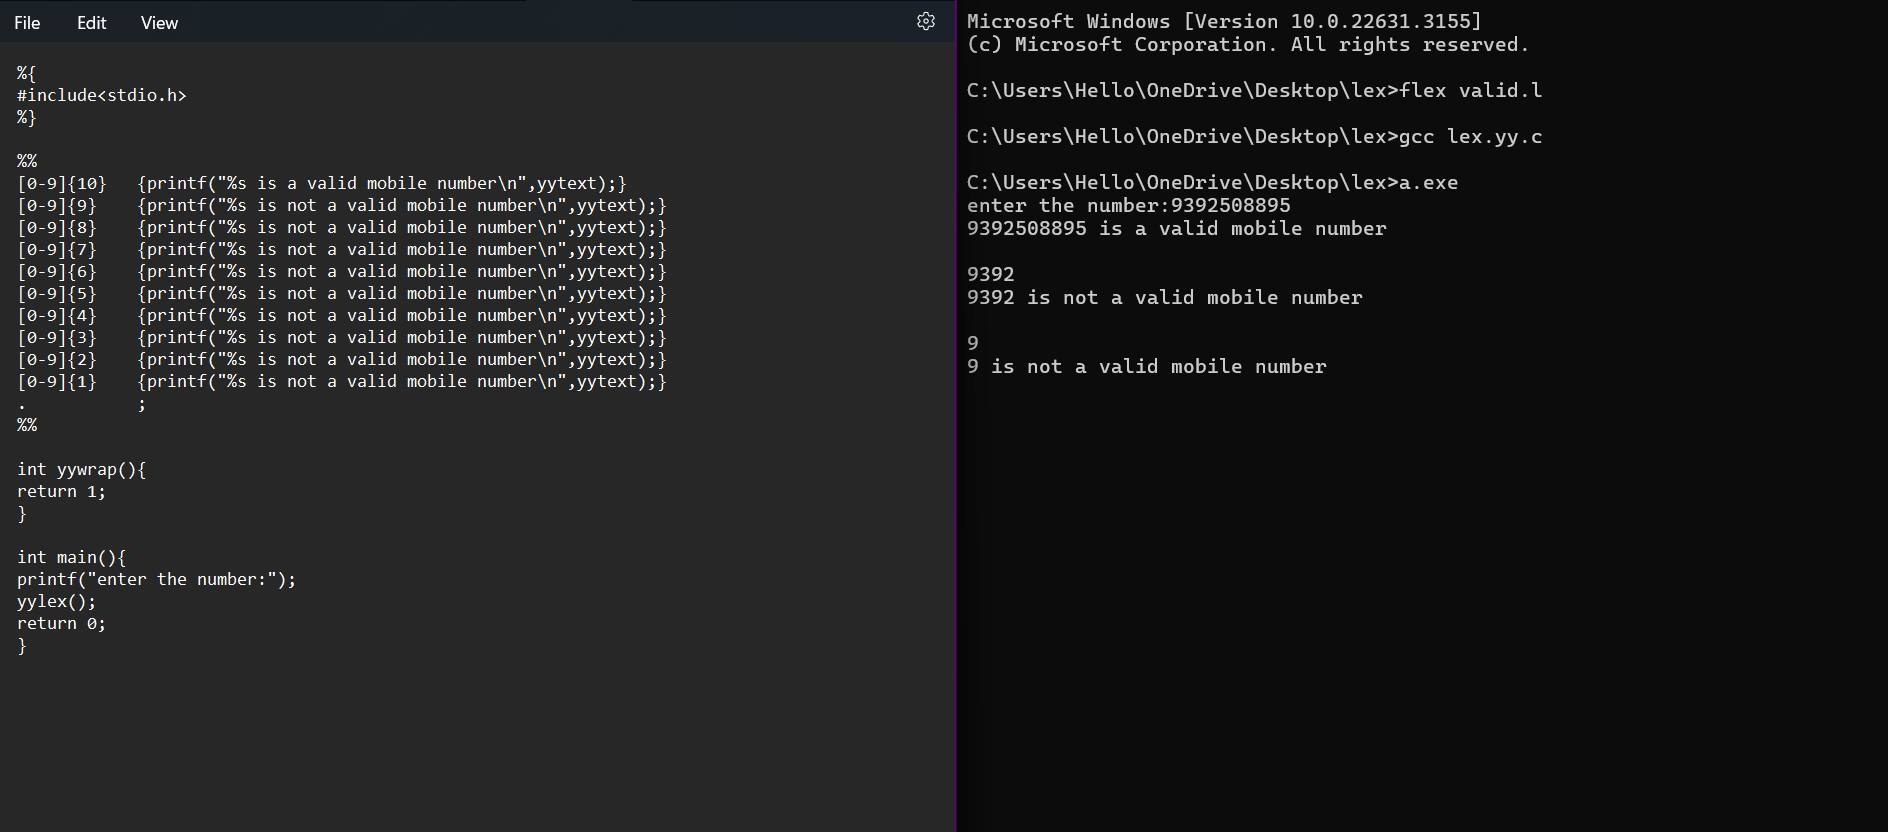 File Edit View
%{
#include<stdio.h>
%}
%%
[0-9]{10}   {printf("%s is a valid mobile number\n",yytext);}
[0-9]{9}    {printf("%s is not a valid mobile number\n",yytext);}
[0-9]{8}    {printf("%s is not a valid mobile number\n",yytext);}
[0-9]{7}    {printf("%s is not a valid mobile number\n",yytext);}
[0-9]{6}    {printf("%s is not a valid mobile number\n",yytext);}
[0-9]{5}    {printf("%s is not a valid mobile number\n",yytext);}
[0-9]{4}    {printf("%s is not a valid mobile number\n",yytext);}
[0-9]{3}    {printf("%s is not a valid mobile number\n",yytext);}
[0-9]{2}    {printf("%s is not a valid mobile number\n",yytext);}
[0-9]{1}    {printf("%s is not a valid mobile number\n",yytext);}
.           ;
%%
int yywrap(){
return 1;
}
int main(){
printf("enter the number:");
yylex();
return 0;
}
Microsoft Windows [Version 10.0.22631.3155]
(c) Microsoft Corporation. All rights reserved.
C:\Users\Hello\OneDrive\Desktop\lex>flex valid.l
C:\Users\Hello\OneDrive\Desktop\lex>gcc lex.yy.c
C:\Users\Hello\OneDrive\Desktop\lex>a.exe
enter the number:9392508895
9392508895 is a valid mobile number
9392
9392 is not a valid mobile number
9
9 is not a valid mobile number